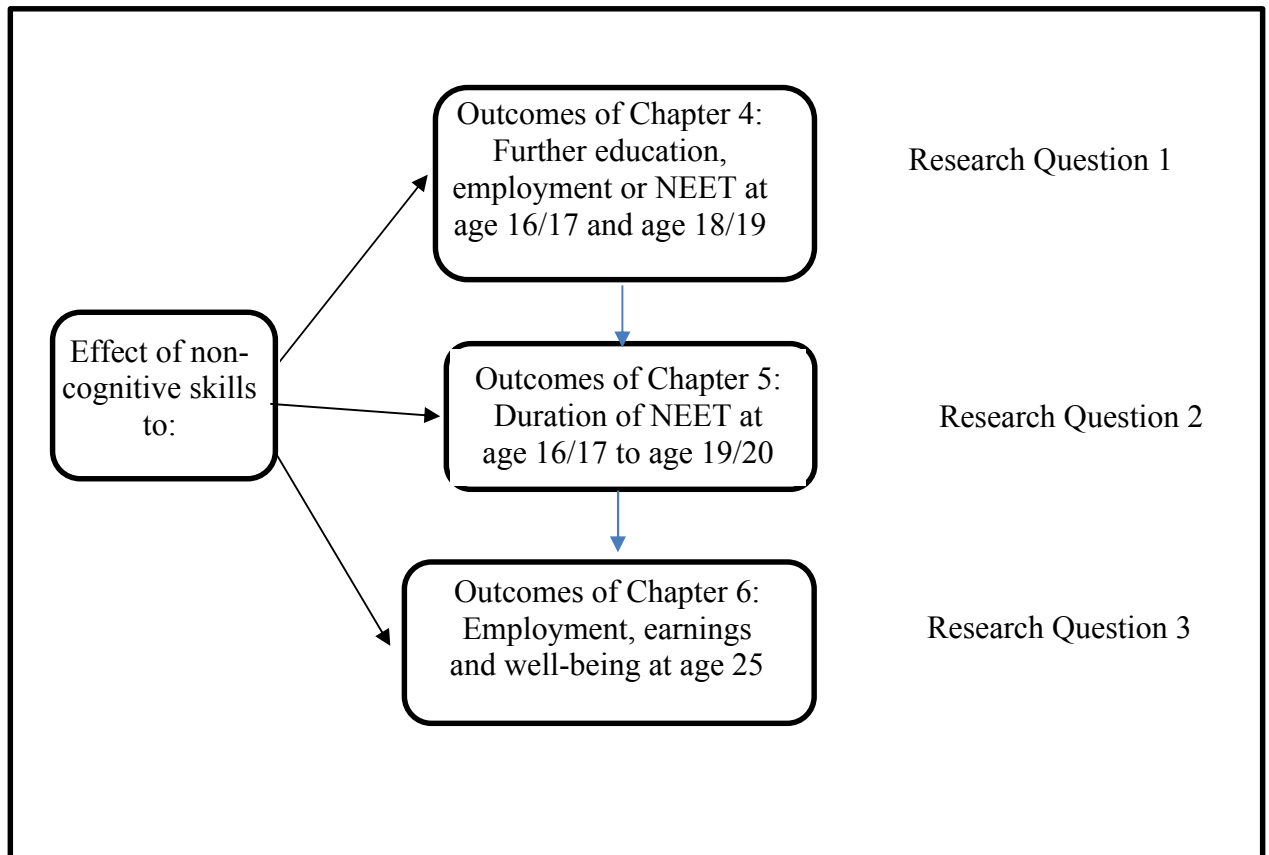 Outcomes of Chapter 4:
Further education,
employment or NEET at
age 16/17 and age 18/19
Research Question 1
Effect of non-
cognitive skills
to:
Outcomes of Chapter 5:
Duration of NEET at
age 16/17 to age 19/20
Research Question 2
Outcomes of Chapter 6:
Employment, earnings
and well-being at age 25
Research Question 3